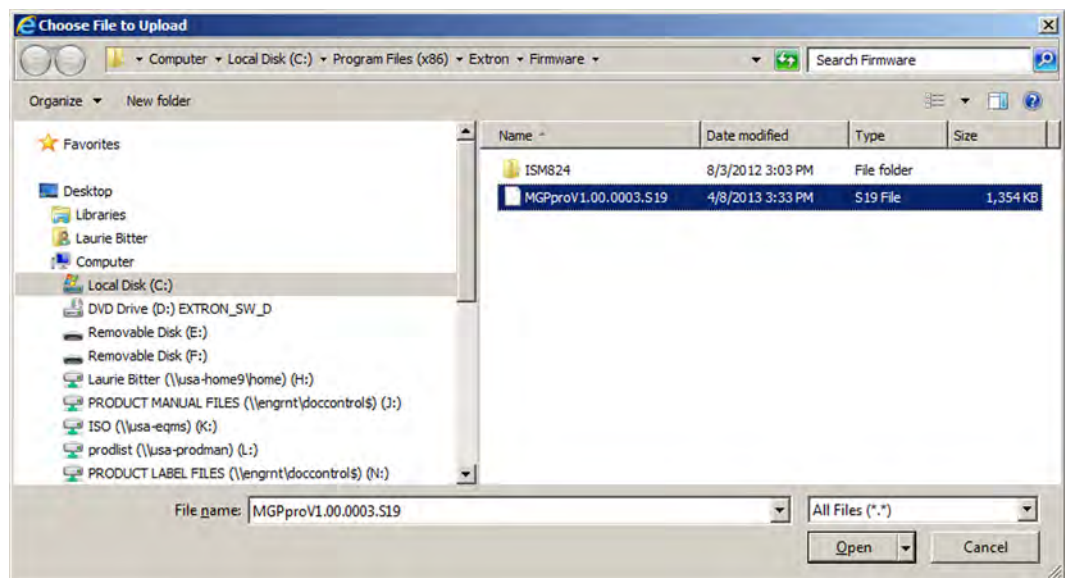 Choose File to Upload
Computer Local Disk (C:) Program Files (x86) Extron Firmware
Search Firmware
Organize New folder
Favorites
Desktop
Libraries
Laurie Bitter
Computer
Local Disk (C:)
DVD Drive (D:) EXTRON_SW_D
Removable Disk (E:)
Removable Disk (F:)
Laurie Bitter (\\usa-home9\home) (H:)
PRODUCT MANUAL FILES (\\engrnt\doccontrol$) (J:)
ISO (\\usa-eqms) (K:)
prodlist (\\usa-prodman) (L:)
PRODUCT LABEL FILES (\\engrnt\doccontrol$) (N:)
Name Date modified Type Size
ISM824 8/3/2012 3:03 PM File folder
MGPproV1.00.0003.S19 4/8/2013 3:33 PM S19 File 1,354 KB
File name: MGPproV1.00.0003.S19 All Files (*.*)
Open Cancel